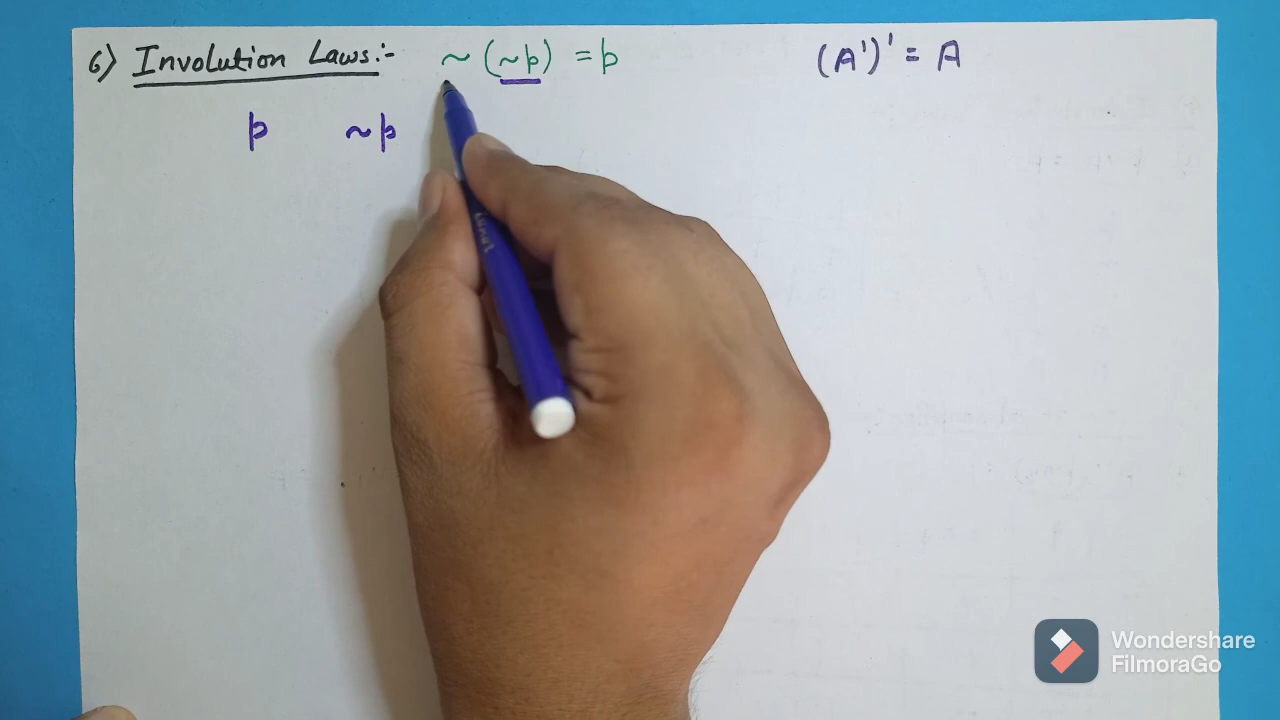 6) Involution Laws:- ~ (~p) = p (A')' = A
p ~p
Wondershare
FilmoraGo